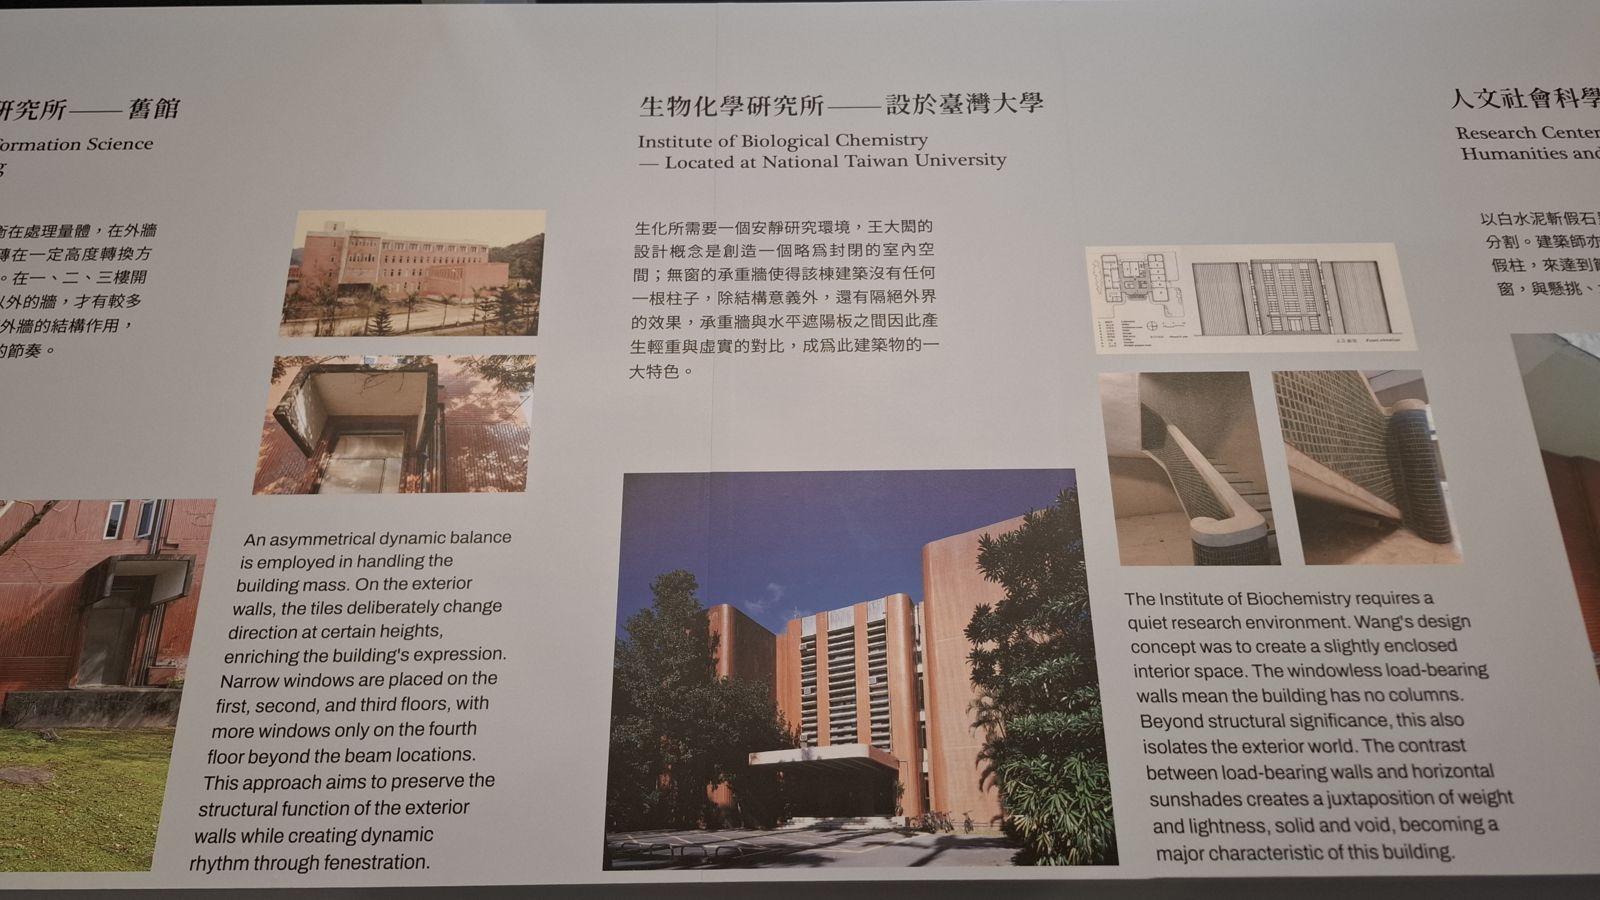 研究所——舊館
ormation Science
衡在處理量體，在外牆
磚在一定高度轉換方
。在一、二、三樓開
以外的牆，才有較多
外牆的結構作用，
的節奏。
An asymmetrical dynamic balance
is employed in handling the
building mass. On the exterior
walls, the tiles deliberately change
direction at certain heights,
enriching the building's expression.
Narrow windows are placed on the
first, second, and third floors, with
more windows only on the fourth
floor beyond the beam locations.
This approach aims to preserve the
structural function of the exterior
walls while creating dynamic
rhythm through fenestration.
生物化學研究所——設於臺灣大學
Institute of Biological Chemistry
— Located at National Taiwan University
生化所需要一個安靜研究環境，王大閎的
設計概念是創造一個略爲封閉的室內空
間；無窗的承重牆使得該棟建築沒有任何
一根柱子，除結構意義外，還有隔絕外界
的效果，承重牆與水平遮陽板之間因此產
生輕重與虛實的對比，成爲此建築物的一
大特色。
The Institute of Biochemistry requires a
quiet research environment. Wang's design
concept was to create a slightly enclosed
interior space. The windowless load-bearing
walls mean the building has no columns.
Beyond structural significance, this also
isolates the exterior world. The contrast
between load-bearing walls and horizontal
sunshades creates a juxtaposition of weight
and lightness, solid and void, becoming a
major characteristic of this building.
人文社會科學
Research Center
Humanities and
以白水泥斬假石
分割。建築師亦
假柱，來達到
窗，與懸挑、